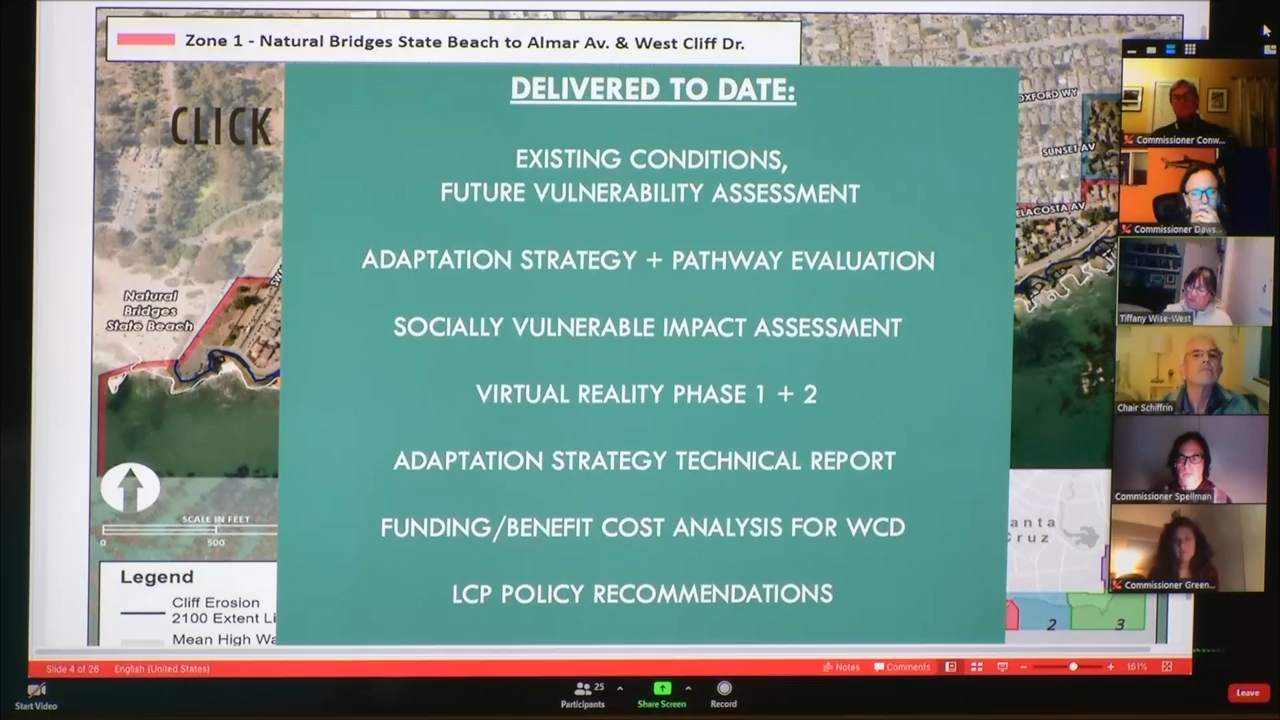 Zone 1 - Natural Bridges State Beach to Almar Av. & West Cliff Dr.
CLICK
DELIVERED TO DATE:
EXISTING CONDITIONS,
FUTURE VULNERABILITY ASSESSMENT
ADAPTATION STRATEGY + PATHWAY EVALUATION
SOCIALLY VULNERABLE IMPACT ASSESSMENT
VIRTUAL REALITY PHASE 1 + 2
ADAPTATION STRATEGY TECHNICAL REPORT
FUNDING/BENEFIT COST ANALYSIS FOR WCD
LCP POLICY RECOMMENDATIONS
OXFORD WY
SUNSET AV
ELACOSTA AV
Natural
Bridges
State Beach
SW
SCALE IN FEET
0 500
Legend
Cliff Erosion
2100 Extent Li
Mean High Wa
anta
ruz
2 3
Commissioner Conw...
Commissioner Daws...
Tiffany Wise-West
Chair Schiffrin
Commissioner Spellman
Commissioner Green...
Slide 4 of 26 English (United States)
Notes Comments 161%
Start Video
25
Participants
Share Screen
Record
Leave